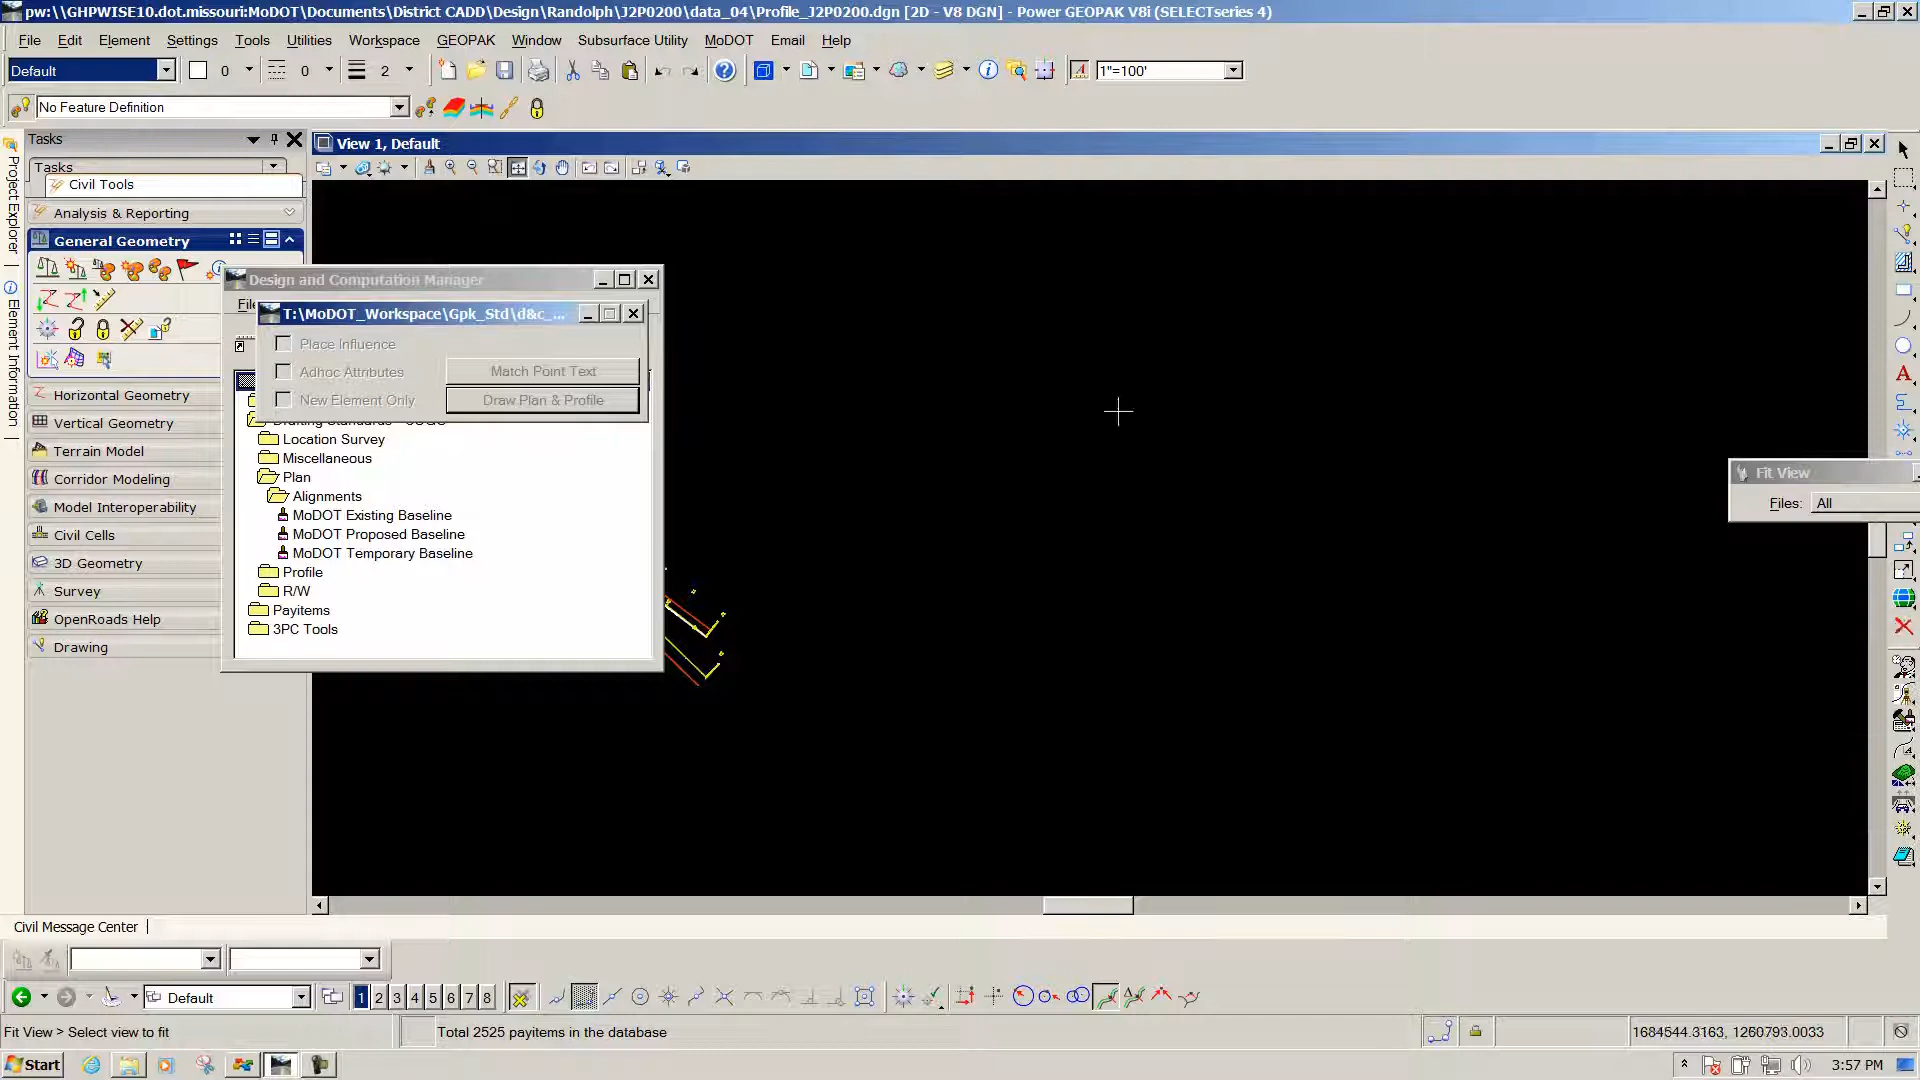 pw:\\GHPWISE10.dot.missouri:MoDOT\Documents\District CADD\Design\Randolph\J2P0200\data_04\Profile_J2P0200.dgn [2D - V8 DGN] - Power GEOPAK V8i (SELECTseries 4)
File Edit Element Settings Tools Utilities Workspace GEOPAK Window Subsurface Utility MoDOT Email Help
Default 0 0 2 1"=100'
No Feature Definition
Tasks
View 1, Default
Tasks
Civil Tools
Analysis & Reporting
General Geometry
Project Explorer
Element Information
Horizontal Geometry
Vertical Geometry
Terrain Model
Corridor Modeling
Model Interoperability
Civil Cells
3D Geometry
Survey
OpenRoads Help
Drawing
Design and Computation Manager
T:\MoDOT_Workspace\Gpk_Std\d&c_...
Place Influence
Adhoc Attributes Match Point Text
New Element Only Draw Plan & Profile
Location Survey
Miscellaneous
Plan
Alignments
MoDOT Existing Baseline
MoDOT Proposed Baseline
MoDOT Temporary Baseline
Profile
R/W
Payitems
3PC Tools
Fit View
Files: All
Civil Message Center
Default 1 2 3 4 5 6 7 8
Fit View > Select view to fit Total 2525 payitems in the database 1684544.3163, 1260793.0033
Start 3:57 PM